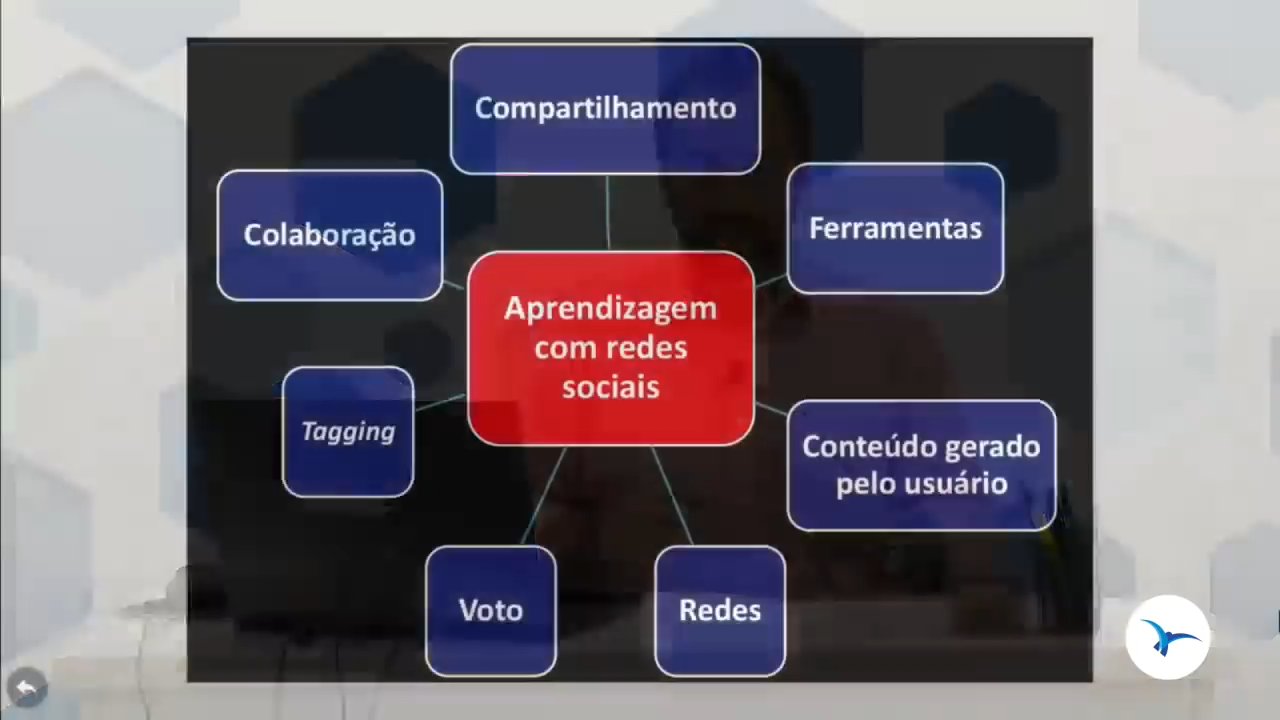 Compartilhamento
Colaboração
Ferramentas
Aprendizagem
com redes
sociais
Tagging
Conteúdo gerado
pelo usuário
Voto
Redes